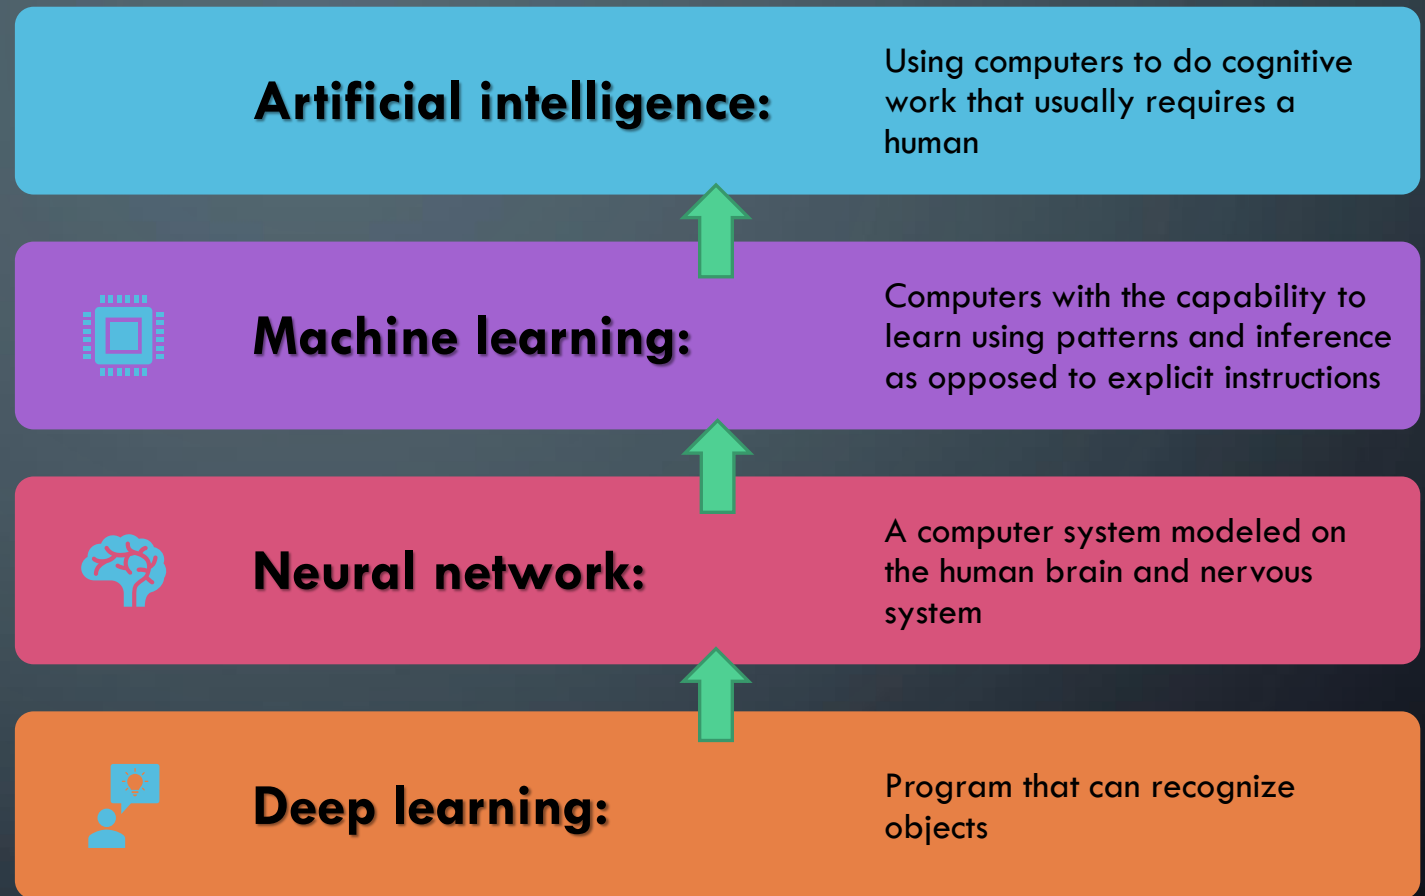 Artificial intelligence:
Using computers to do cognitive
work that usually requires a
human
Machine learning:
Computers with the capability to
learn using patterns and inference
as opposed to explicit instructions
Neural network:
A computer system modeled on
the human brain and nervous
system
Deep learning:
Program that can recognize
objects